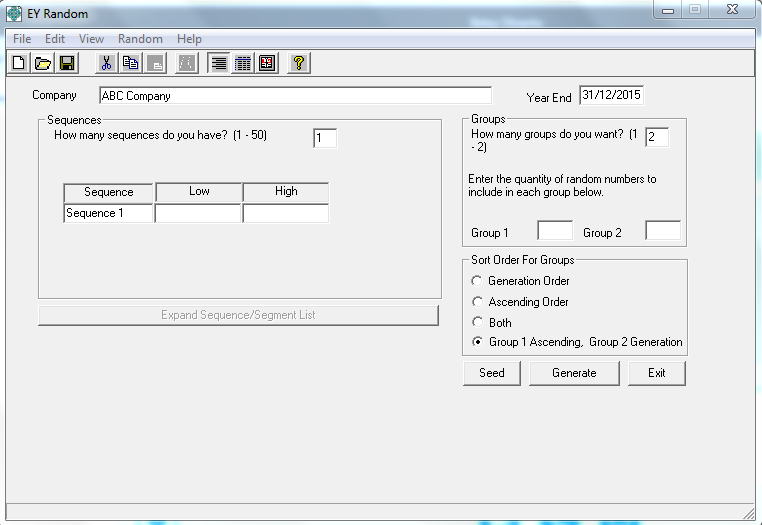 EY Random
File Edit View Random Help
Company ABC Company Year End 31/12/2015
Sequences
How many sequences do you have? (1 - 50) 1
Sequence Low High
Sequence 1
Expand Sequence/Segment List
Groups
How many groups do you want? (1
- 2) 2
Enter the quantity of random numbers to
include in each group below.
Group 1 Group 2
Sort Order For Groups
Generation Order
Ascending Order
Both
Group 1 Ascending, Group 2 Generation
Seed Generate Exit